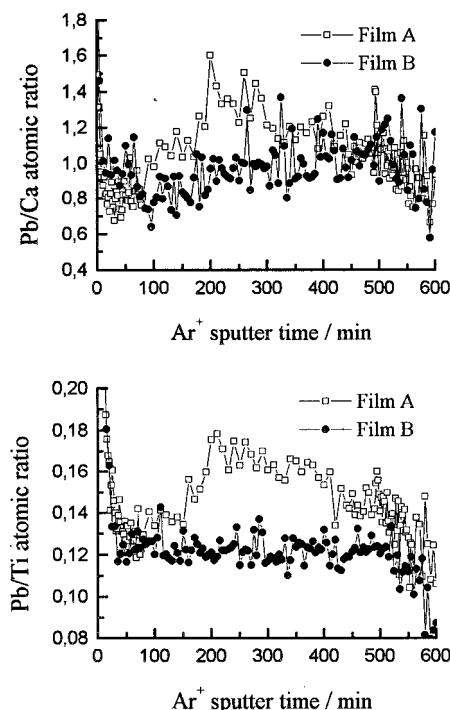 Pb/Ca atomic ratio
1,8
1,6
1,4
1,2
1,0
0,8
0,6
0,4
Film A
Film B
0 100 200 300 400 500 600
Ar⁺ sputter time / min
Pb/Ti atomic ratio
0,20
0,18
0,16
0,14
0,12
0,10
0,08
Film A
Film B
0 100 200 300 400 500 600
Ar⁺ sputter time / min